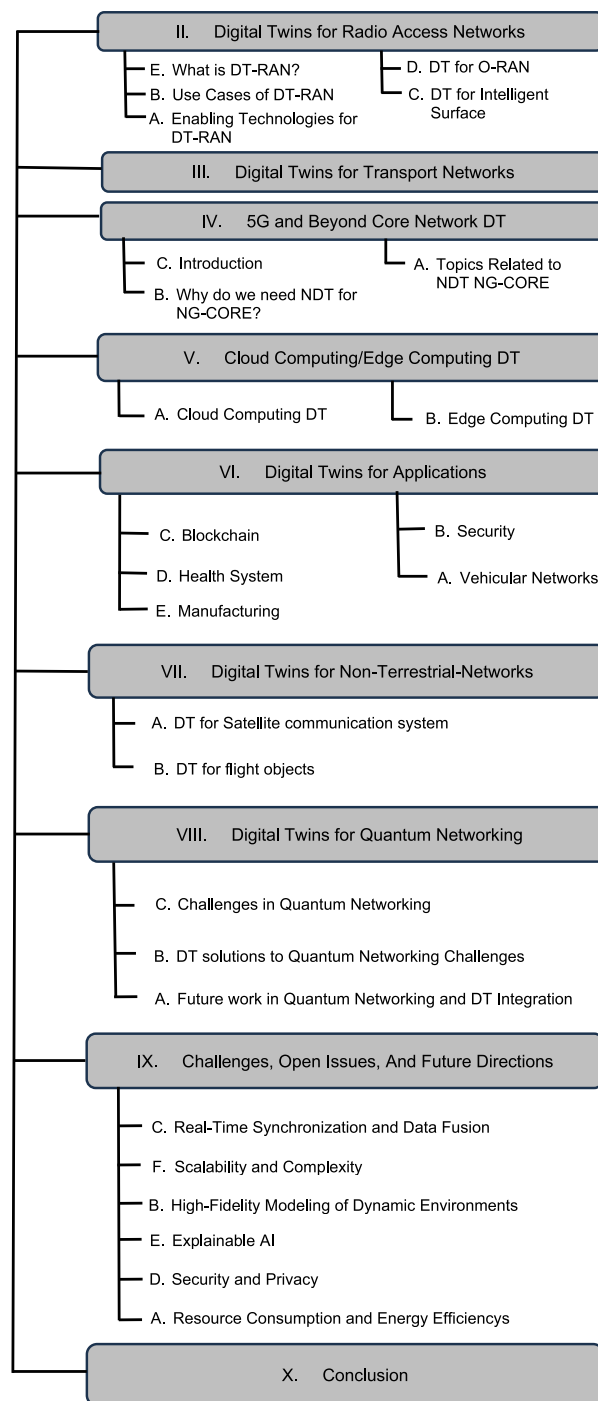 II. Digital Twins for Radio Access Networks
E. What is DT-RAN?
B. Use Cases of DT-RAN
A. Enabling Technologies for
DT-RAN
D. DT for O-RAN
C. DT for Intelligent
Surface
III. Digital Twins for Transport Networks
IV. 5G and Beyond Core Network DT
C. Introduction
B. Why do we need NDT for
NG-CORE?
A. Topics Related to
NDT NG-CORE
V. Cloud Computing/Edge Computing DT
A. Cloud Computing DT
B. Edge Computing DT
VI. Digital Twins for Applications
C. Blockchain
D. Health System
E. Manufacturing
B. Security
A. Vehicular Networks
VII. Digital Twins for Non-Terrestrial-Networks
A. DT for Satellite communication system
B. DT for flight objects
VIII. Digital Twins for Quantum Networking
C. Challenges in Quantum Networking
B. DT solutions to Quantum Networking Challenges
A. Future work in Quantum Networking and DT Integration
IX. Challenges, Open Issues, And Future Directions
C. Real-Time Synchronization and Data Fusion
F. Scalability and Complexity
B. High-Fidelity Modeling of Dynamic Environments
E. Explainable AI
D. Security and Privacy
A. Resource Consumption and Energy Efficiencys
X. Conclusion